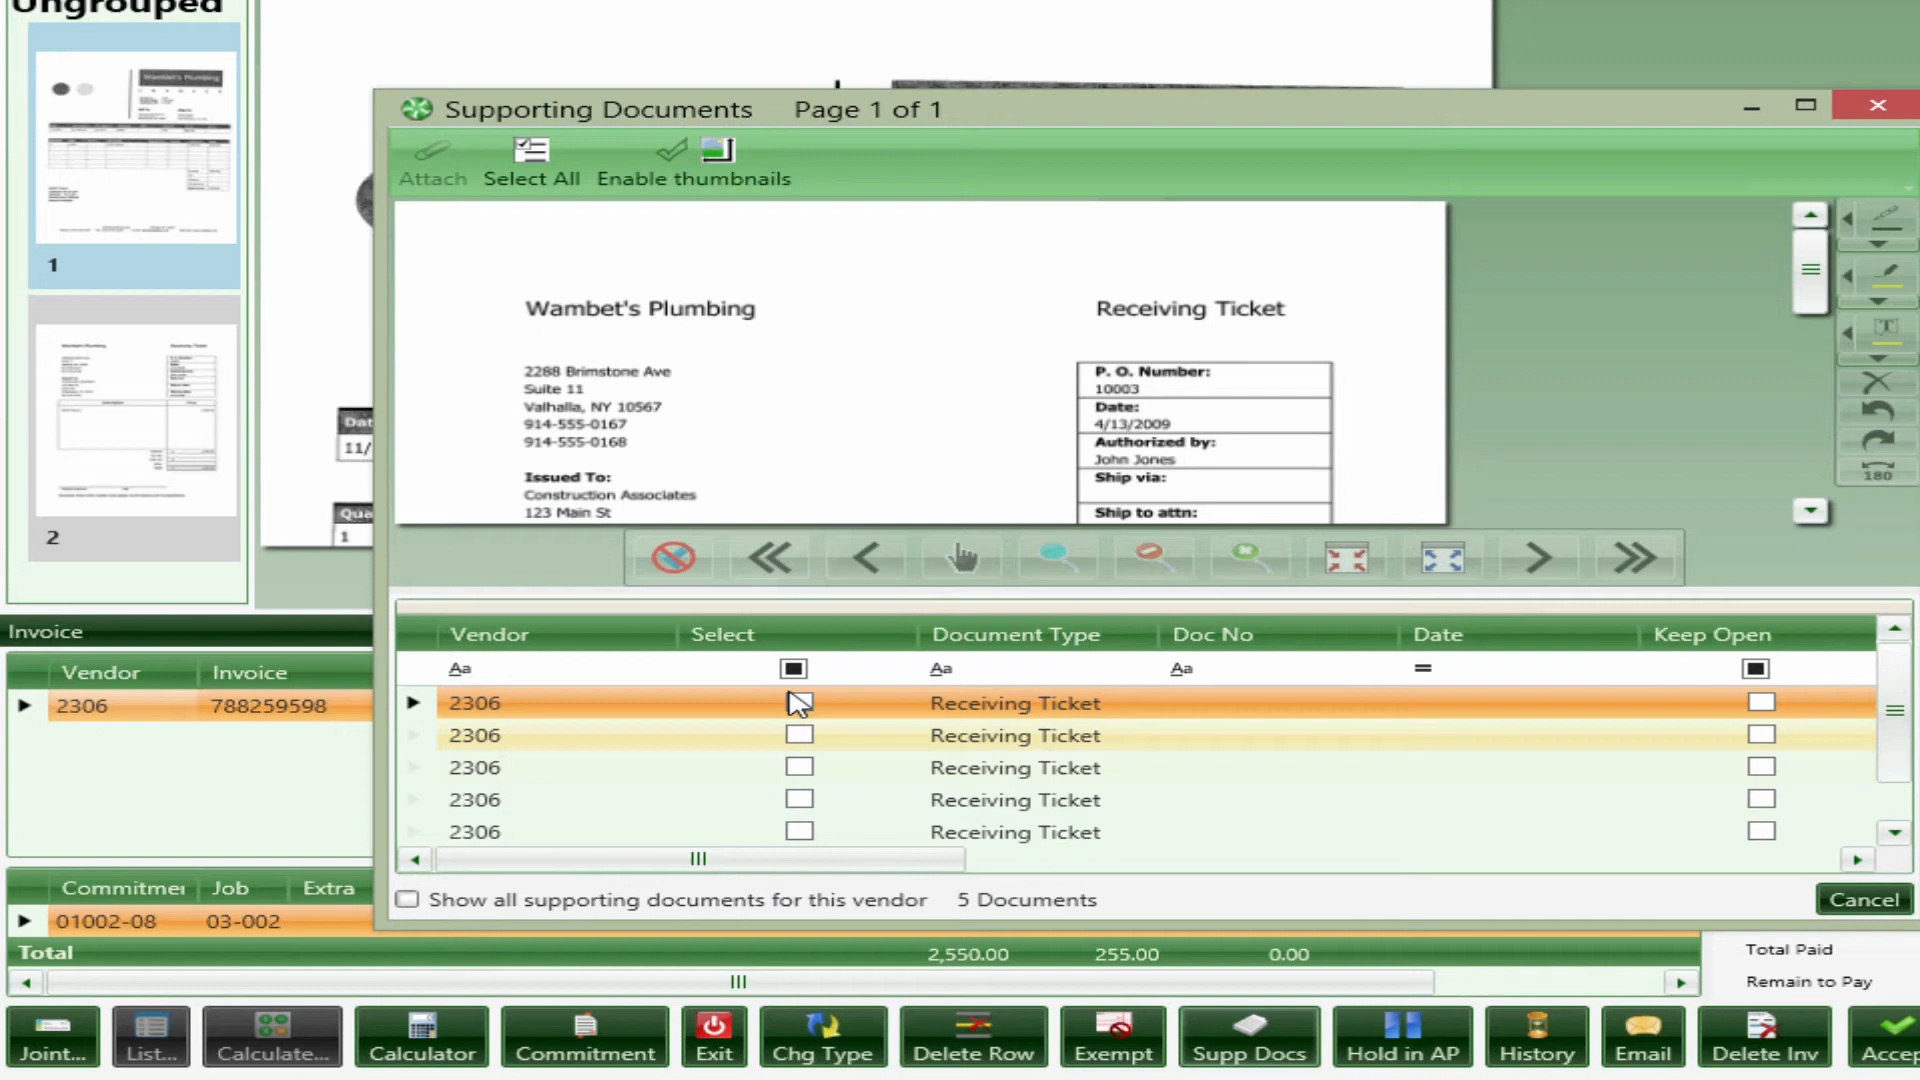 Ungrouped
Wambet's Plumbing
1
2
Supporting Documents Page 1 of 1
Attach Select All Enable thumbnails
Wambet's Plumbing
Receiving Ticket
2288 Brimstone Ave
Suite 11
Valhalla, NY 10567
914-555-0167
914-555-0168
Issued To:
Construction Associates
123 Main St
P. O. Number:
10003
Date:
4/13/2009
Authorized by:
John Jones
Ship via:
Ship to attn:
180
Dat
11/
Qua
1
Vendor Select Document Type Doc No Date Keep Open
Aa Aa Aa =
2306 Receiving Ticket
2306 Receiving Ticket
2306 Receiving Ticket
2306 Receiving Ticket
2306 Receiving Ticket
Show all supporting documents for this vendor 5 Documents
Cancel
Invoice
Vendor Invoice
2306 788259598
Commitmer Job Extra
01002-08 03-002
Total 2,550.00 255.00 0.00
Total Paid
Remain to Pay
Joint... List... Calculate... Calculator Commitment Exit Chg Type Delete Row Exempt Supp Docs Hold in AP History Email Delete Inv Accep